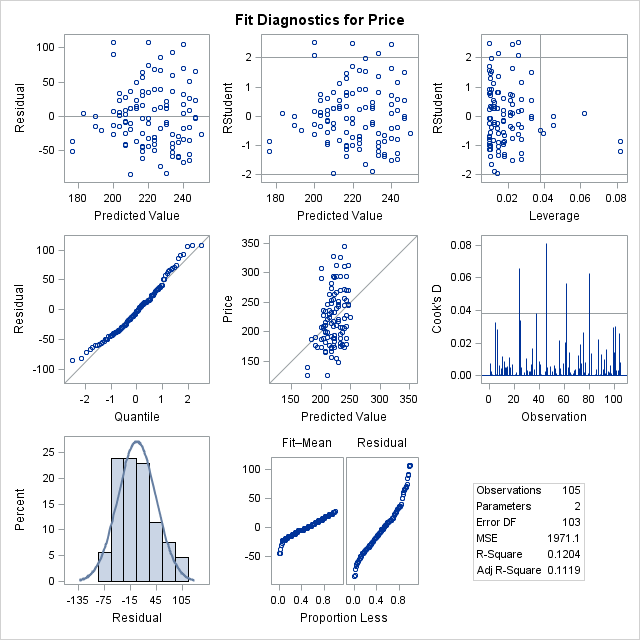 Fit Diagnostics for Price
Residual
100
50
0
-50
180 200 220 240
Predicted Value
RStudent
2
1
0
-1
-2
180 200 220 240
Predicted Value
RStudent
2
1
0
-1
-2
0.02 0.04 0.06 0.08
Leverage
Residual
100
50
0
-50
-100
-2 -1 0 1 2
Quantile
Price
350
300
250
200
150
150 200 250 300 350
Predicted Value
Cook's D
0.08
0.06
0.04
0.02
0.00
0 20 40 60 80 100
Observation
Percent
25
20
15
10
5
0
-135 -75 -15 45 105
Residual
Fit–Mean Residual
100
50
0
-50
0.0 0.4 0.8 0.0 0.4 0.8
Proportion Less
Observations 105
Parameters 2
Error DF 103
MSE 1971.1
R-Square 0.1204
Adj R-Square 0.1119